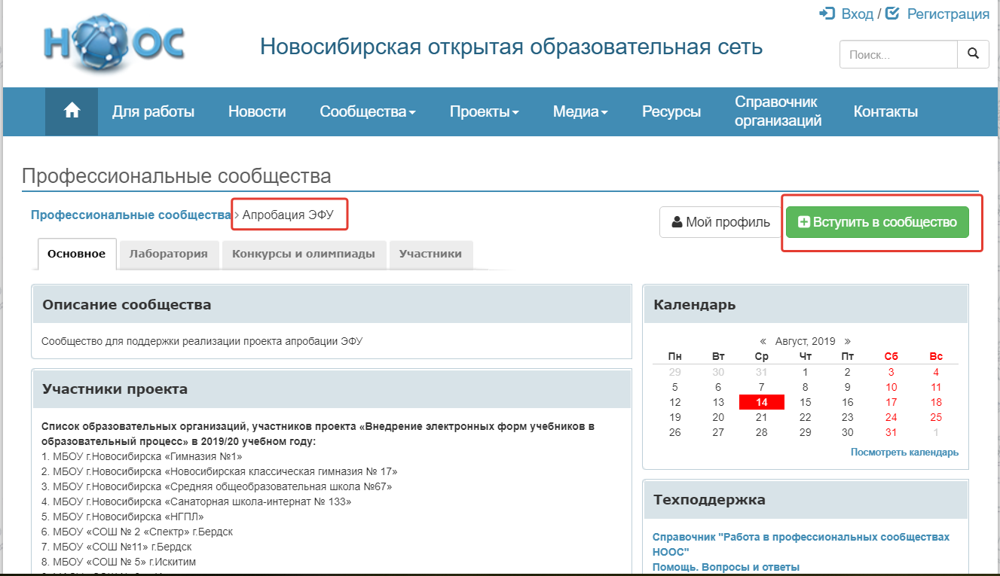 Вход / Регистрация
НООС
Новосибирская открытая образовательная сеть
Поиск...
Для работы Новости Сообщества Проекты Медиа Ресурсы Справочник организаций Контакты
Профессиональные сообщества
Профессиональные сообщества › Апробация ЭФУ
Мой профиль
Вступить в сообщество
Основное Лаборатория Конкурсы и олимпиады Участники
Описание сообщества
Сообщество для поддержки реализации проекта апробации ЭФУ
Участники проекта
Список образовательных организаций, участников проекта «Внедрение электронных форм учебников в
образовательный процесс» в 2019/20 учебном году:
1. МБОУ г.Новосибирска «Гимназия №1»
2. МБОУ г.Новосибирска «Новосибирская классическая гимназия № 17»
3. МБОУ г.Новосибирска «Средняя общеобразовательная школа №67»
4. МБОУ г.Новосибирска «Санаторная школа-интернат № 133»
5. МБОУ г.Новосибирска «НГПЛ»
6. МБОУ «СОШ № 2 «Спектр» г.Бердск
7. МБОУ «СОШ №11» г.Бердск
8. МБОУ «СОШ № 5» г.Искитим
Календарь
« Август, 2019 »
Пн Вт Ср Чт Пт Сб Вс
29 30 31 1 2 3 4
5 6 7 8 9 10 11
12 13 14 15 16 17 18
19 20 21 22 23 24 25
26 27 28 29 30 31 1
Посмотреть календарь
Техподдержка
Справочник "Работа в профессиональных сообществах
НООС"
Помощь. Вопросы и ответы